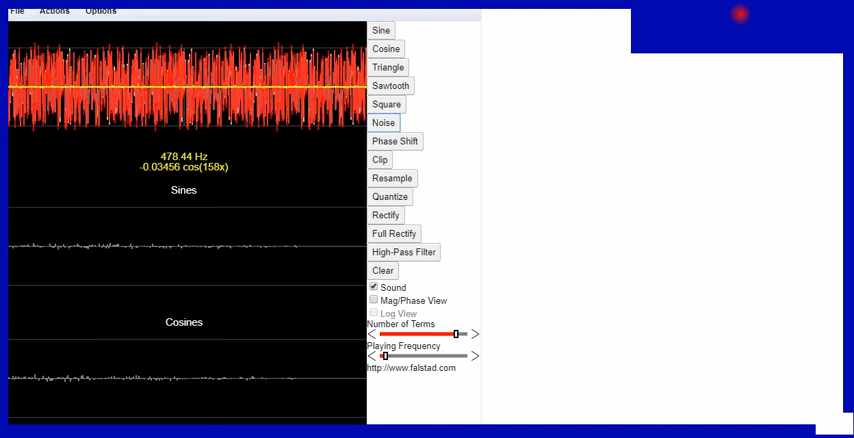 File Actions Options
478.44 Hz
-0.03456 cos(158x)
Sines
Cosines
Sine
Cosine
Triangle
Sawtooth
Square
Noise
Phase Shift
Clip
Resample
Quantize
Rectify
Full Rectify
High-Pass Filter
Clear
Sound
Mag/Phase View
Log View
Number of Terms
Playing Frequency
http://www.falstad.com